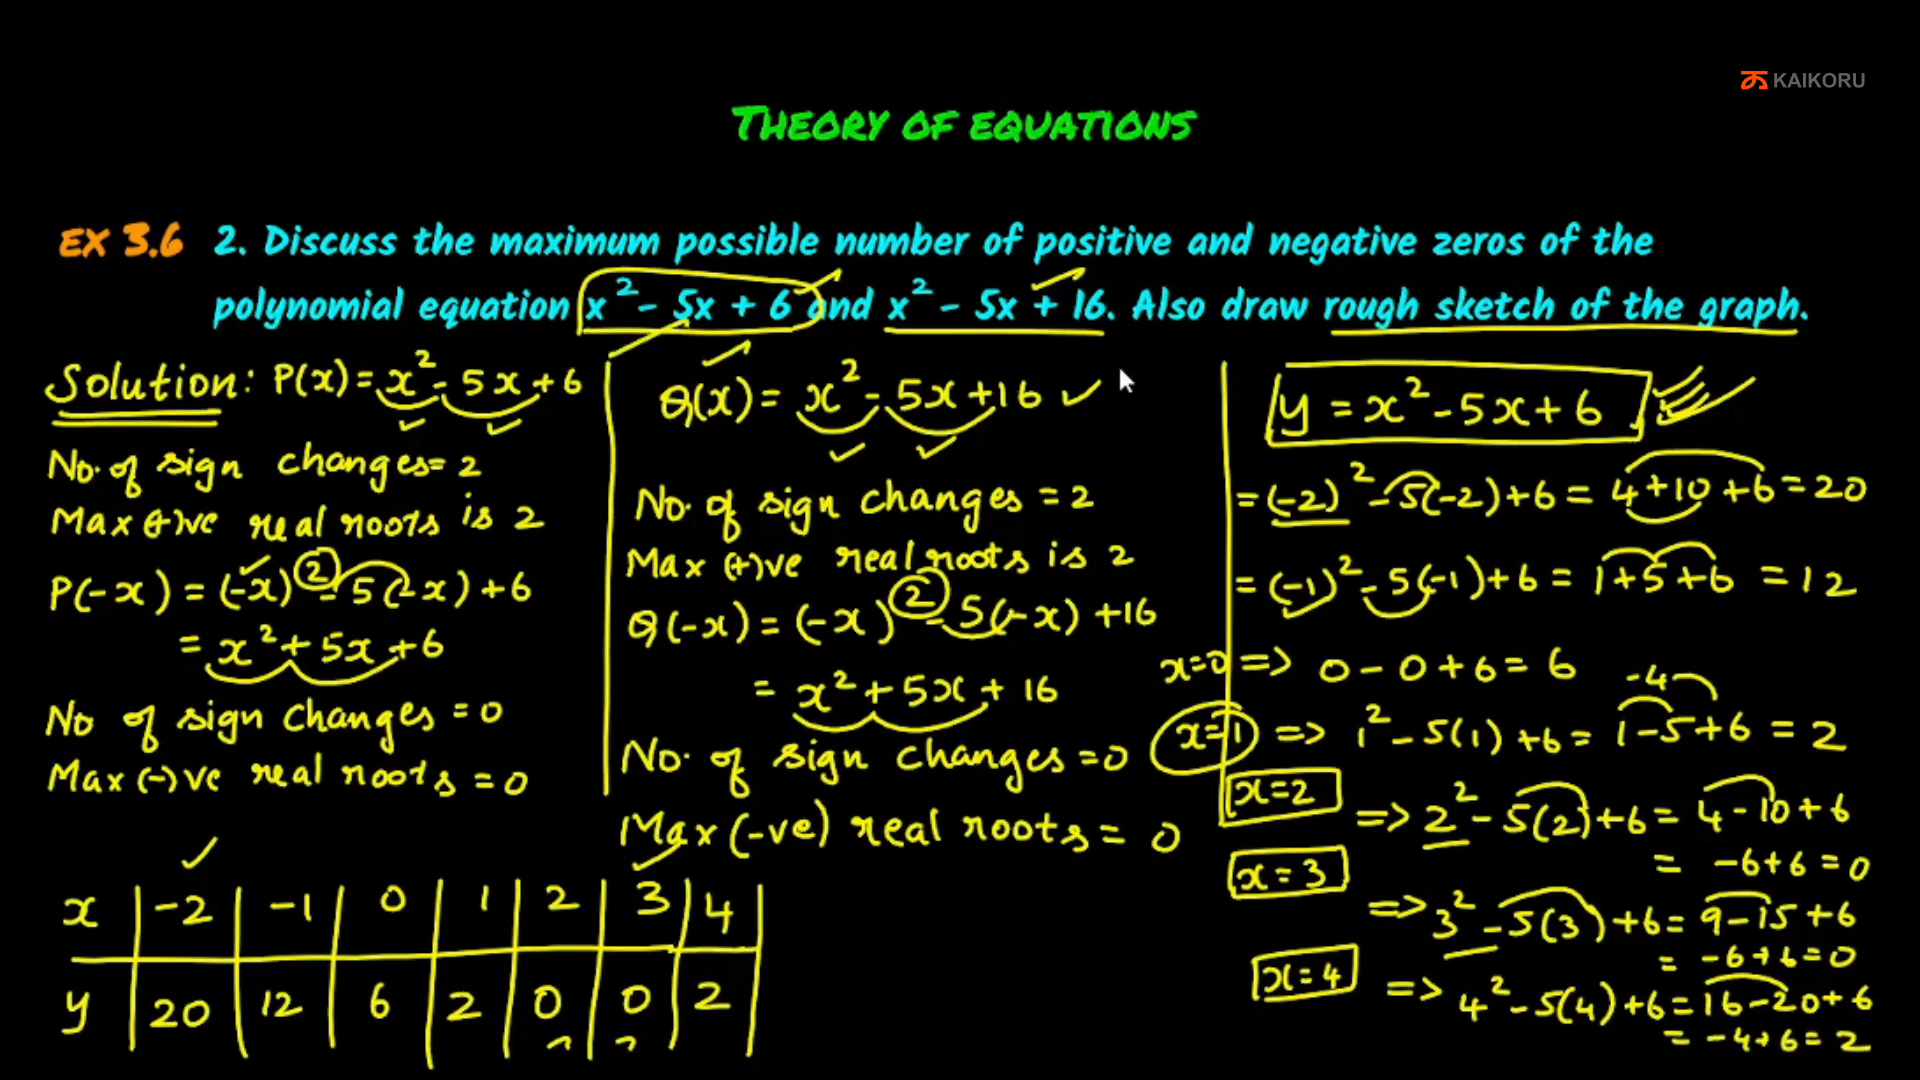 KAIKORU
THEORY OF EQUATIONS
EX 3.6 2. Discuss the maximum possible number of positive and negative zeros of the
polynomial equation x² - 5x + 6 and x² - 5x + 16. Also draw rough sketch of the graph.
Solution: P(x) = x² - 5x + 6
No. of sign changes = 2
Max (+)ve real roots is 2
P(-x) = (-x)² - 5(-x) + 6
= x² + 5x + 6
No of sign changes = 0
Max (-)ve real roots = 0
Q(x) = x² - 5x + 16
No. of sign changes = 2
Max (+)ve real roots is 2
Q(-x) = (-x)² - 5(-x) + 16
= x² + 5x + 16
No. of sign changes = 0
Max (-ve) real roots = 0
y = x² - 5x + 6
= (-2)² - 5(-2) + 6 = 4 + 10 + 6 = 20
= (-1)² - 5(-1) + 6 = 1 + 5 + 6 = 12
x=0 => 0 - 0 + 6 = 6
-4
x=1 => 1² - 5(1) + 6 = 1 - 5 + 6 = 2
x=2 => 2² - 5(2) + 6 = 4 - 10 + 6
= -6 + 6 = 0
x=3 => 3² - 5(3) + 6 = 9 - 15 + 6
= -6 + 6 = 0
x=4 => 4² - 5(4) + 6 = 16 - 20 + 6
= -4 + 6 = 2
x -2 -1 0 1 2 3 4
y 20 12 6 2 0 0 2